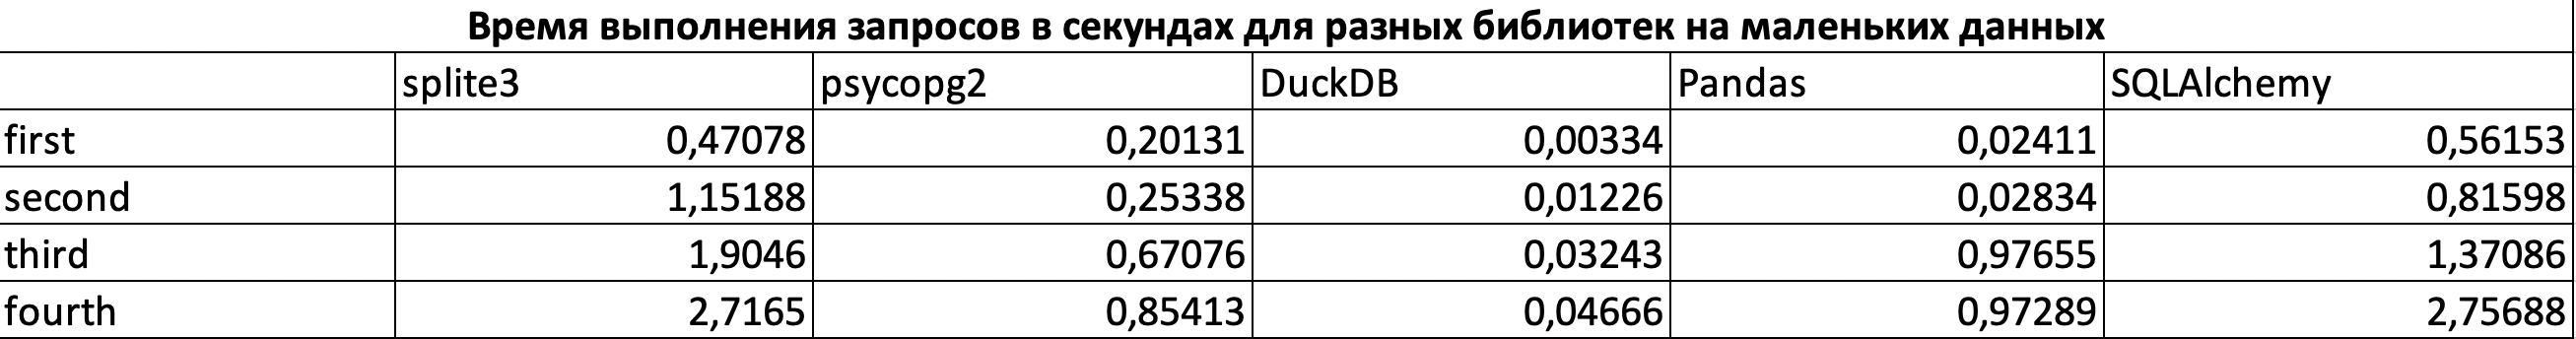 Время выполнения запросов в секундах для разных библиотек на маленьких данных
splite3 psycopg2 DuckDB Pandas SQLAlchemy
first 0,47078 0,20131 0,00334 0,02411 0,56153
second 1,15188 0,25338 0,01226 0,02834 0,81598
third 1,9046 0,67076 0,03243 0,97655 1,37086
fourth 2,7165 0,85413 0,04666 0,97289 2,75688